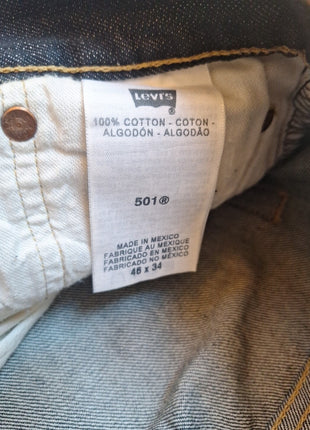 Levi's
®
100% COTTON - COTON -
ALGODÓN - ALGODÃO
501®
MADE IN MEXICO
FABRIQUÉ AU MEXIQUE
FABRICADO EN MÉXICO
FABRICADO NO MÉXICO
46 x 34